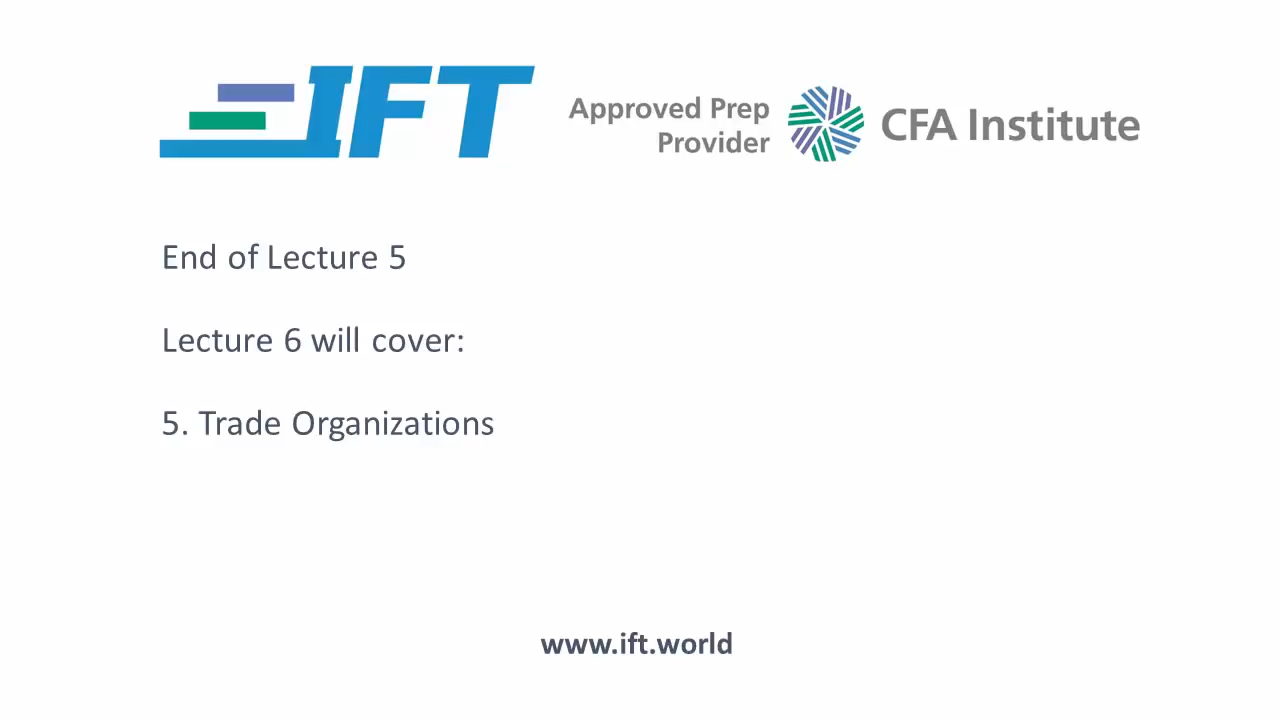 IFT
Approved Prep
Provider
CFA Institute
End of Lecture 5
Lecture 6 will cover:
5. Trade Organizations
www.ift.world